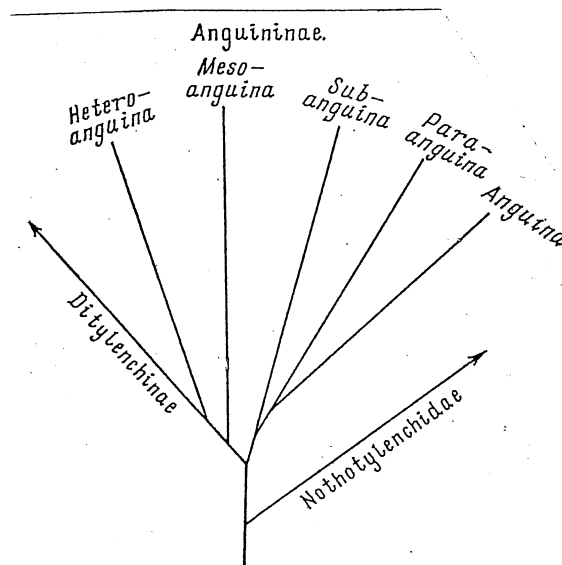 Anguininae.
Meso-
anguina
Hetero-
anguina
Sub-
anguina
Para-
anguina
Anguina
Ditylenchinae
Nothotylenchidae